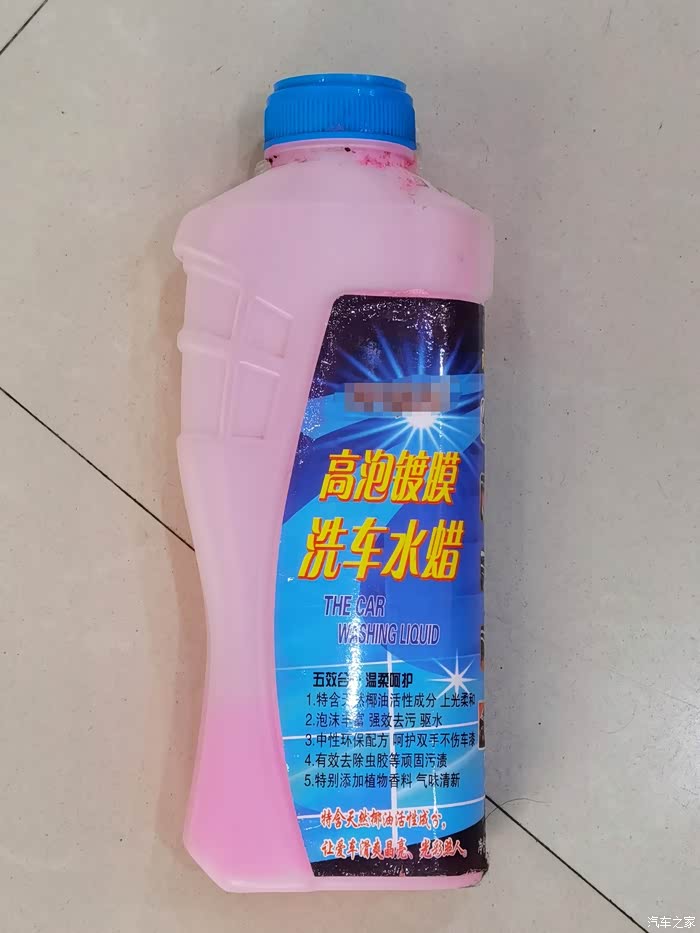 高泡镀膜
洗车水蜡
THE CAR
WASHING LIQUID
五效合 温柔呵护
1.特含天然椰油活性成分 上光柔和
2.泡沫丰富 强效去污 驱水
3.中性环保配方 呵护双手不伤车漆
4.有效去除虫胶等顽固污渍
5.特别添加植物香料 气味清新
特含天然椰油活性成分,
让爱车滑爽晶亮、光彩照人。
汽车之家